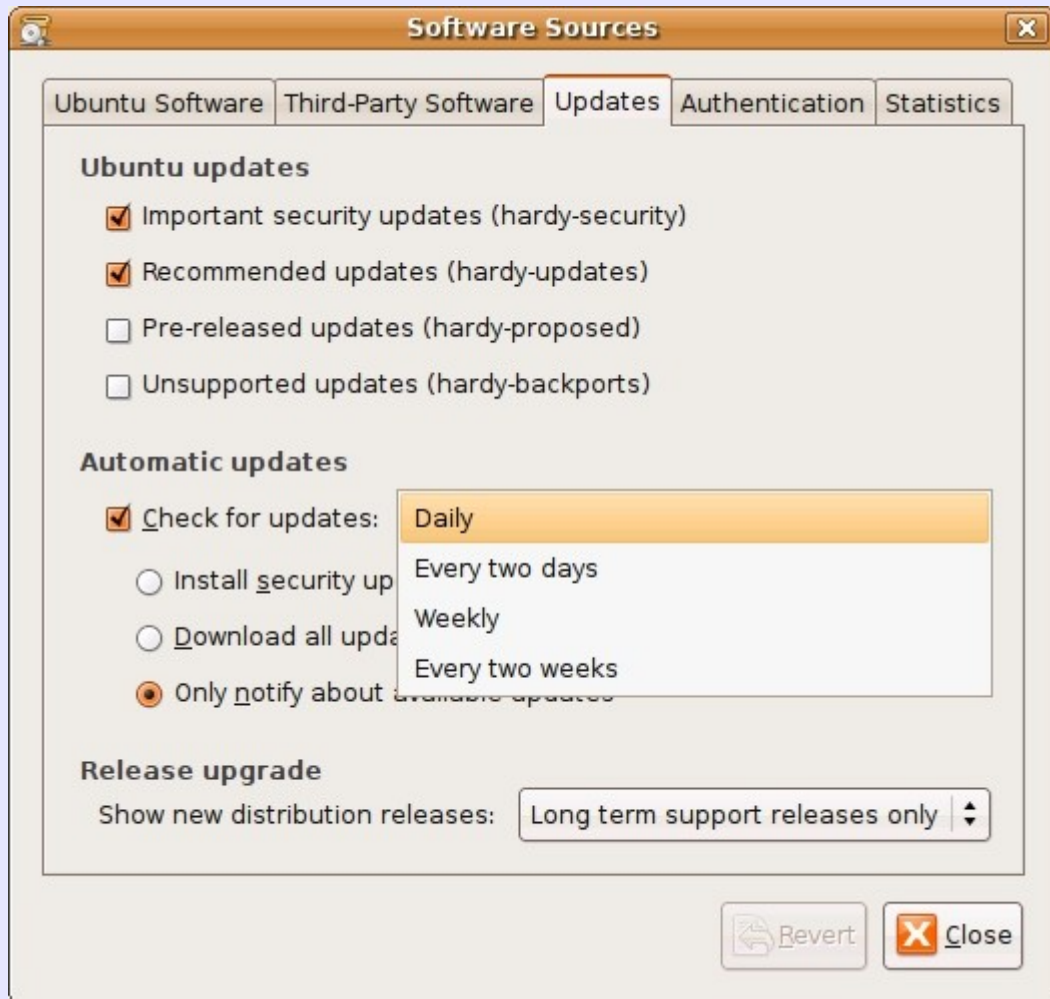 Software Sources
Ubuntu Software
Third-Party Software
Updates
Authentication
Statistics
Ubuntu updates
Important security updates (hardy-security)
Recommended updates (hardy-updates)
Pre-released updates (hardy-proposed)
Unsupported updates (hardy-backports)
Automatic updates
Check for updates:
Daily
Every two days
Install security up
Weekly
Download all upda
Every two weeks
Only notify about available updates
Release upgrade
Show new distribution releases:
Long term support releases only
Revert
Close